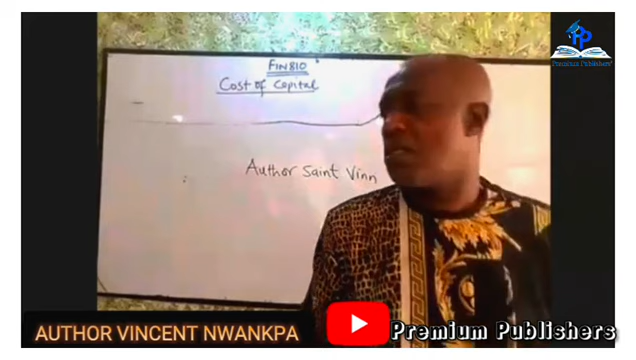 FIN810
Cost of Capital
Author Saint Vinn
Premium Publishers
AUTHOR VINCENT NWANKPA
Premium Publishers